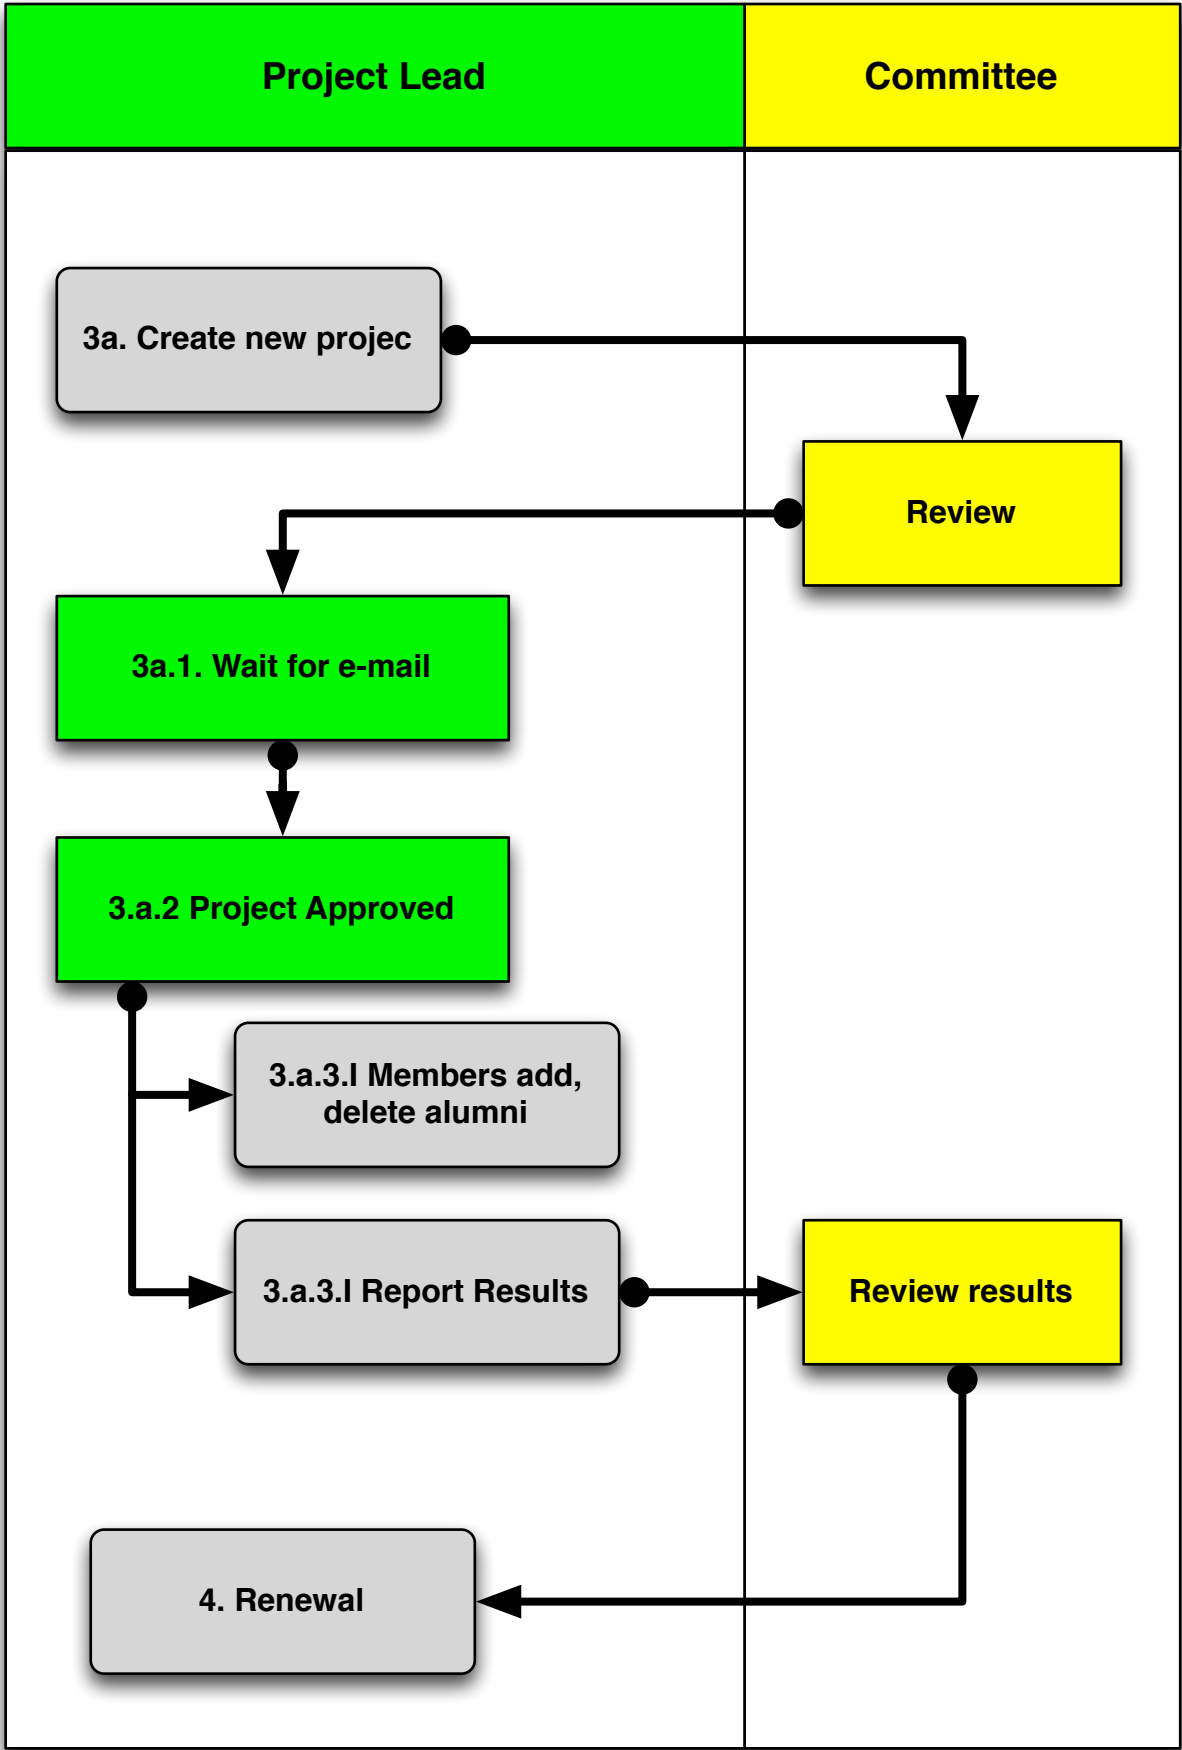 Project Lead
Committee
3a. Create new projec
Review
3a.1. Wait for e-mail
3.a.2 Project Approved
3.a.3.I Members add,
delete alumni
3.a.3.I Report Results
Review results
4. Renewal